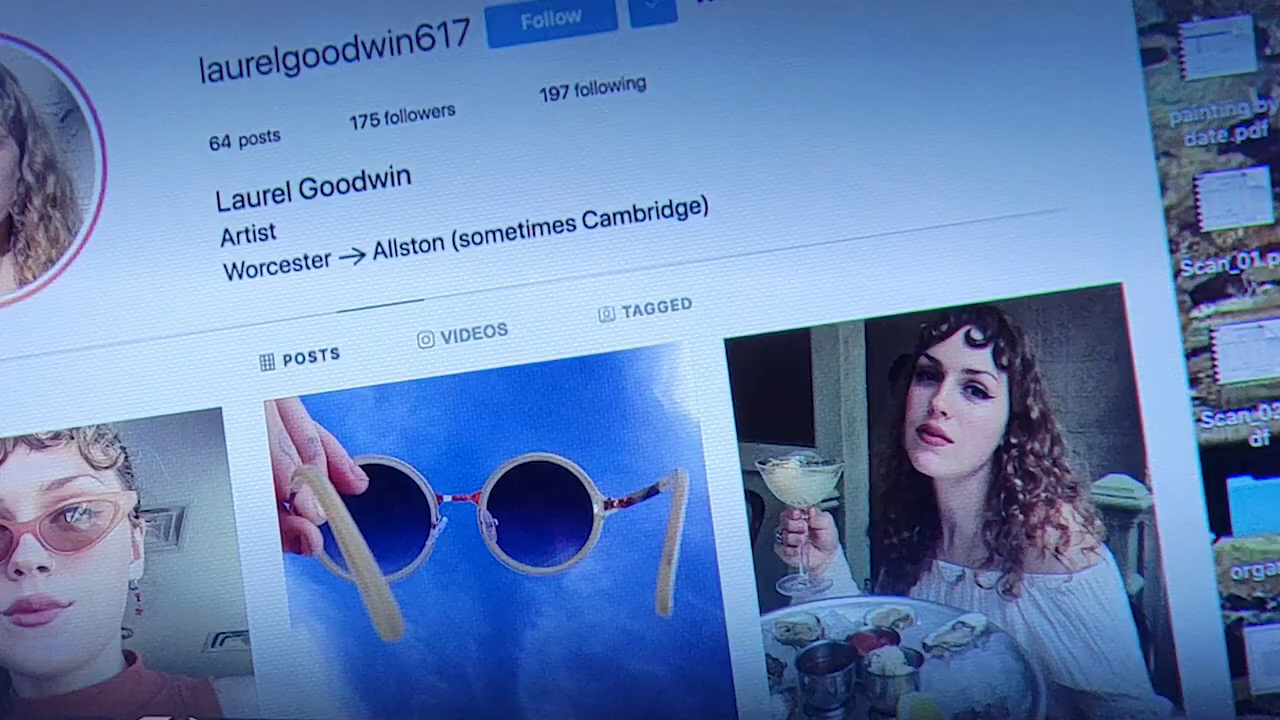 laurelgoodwin617
Follow
64 posts
175 followers
197 following
Laurel Goodwin
Artist
Worcester → Allston (sometimes Cambridge)
POSTS
VIDEOS
TAGGED
painting by
date.pdf
Scan_01.p
Scan_02
df
organ